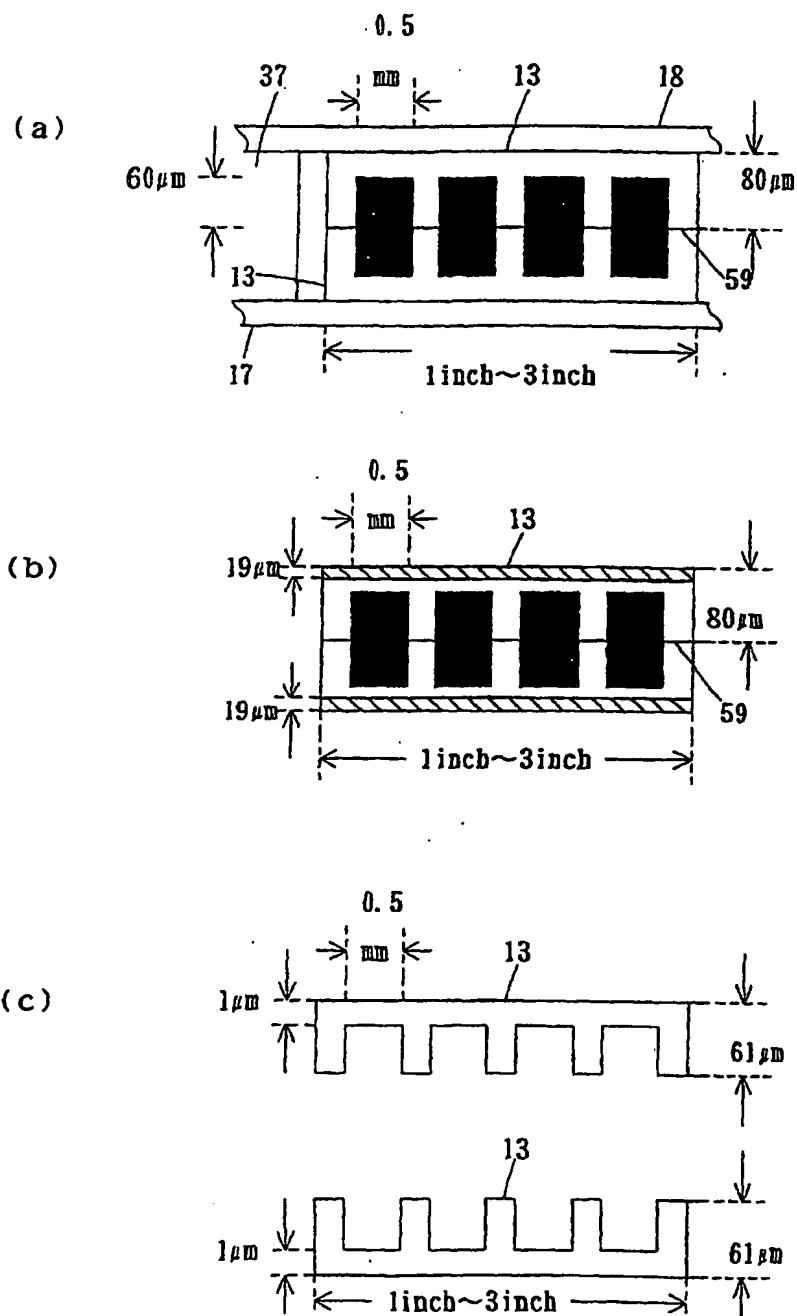 0.5
mm
37
13
18
(a)
60μm
80μm
13
59
17
1inch~3inch
0.5
mm
13
(b)
19μm
80μm
19μm
59
1inch~3inch
0.5
mm
13
(c)
1μm
61μm
13
1μm
61μm
1inch~3inch